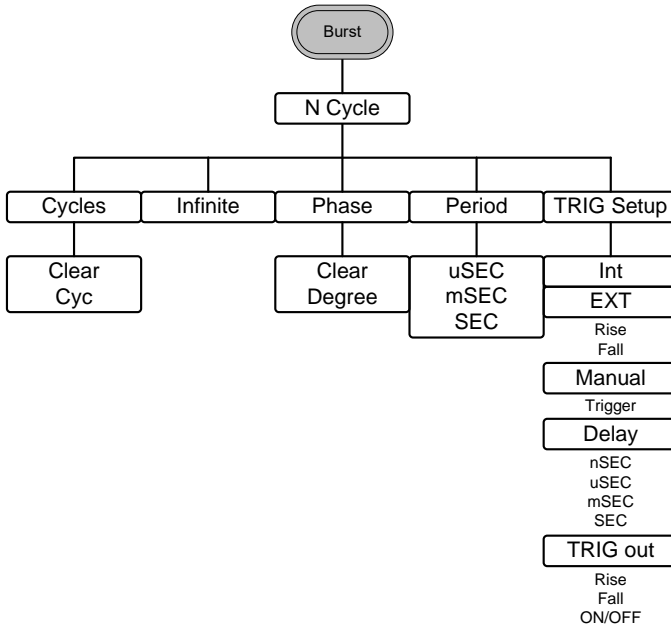 Burst
N Cycle
Cycles
Infinite
Phase
Period
TRIG Setup
Clear
Cyc
Clear
Degree
uSEC
mSEC
SEC
Int
EXT
Rise
Fall
Manual
Trigger
Delay
nSEC
uSEC
mSEC
SEC
TRIG out
Rise
Fall
ON/OFF